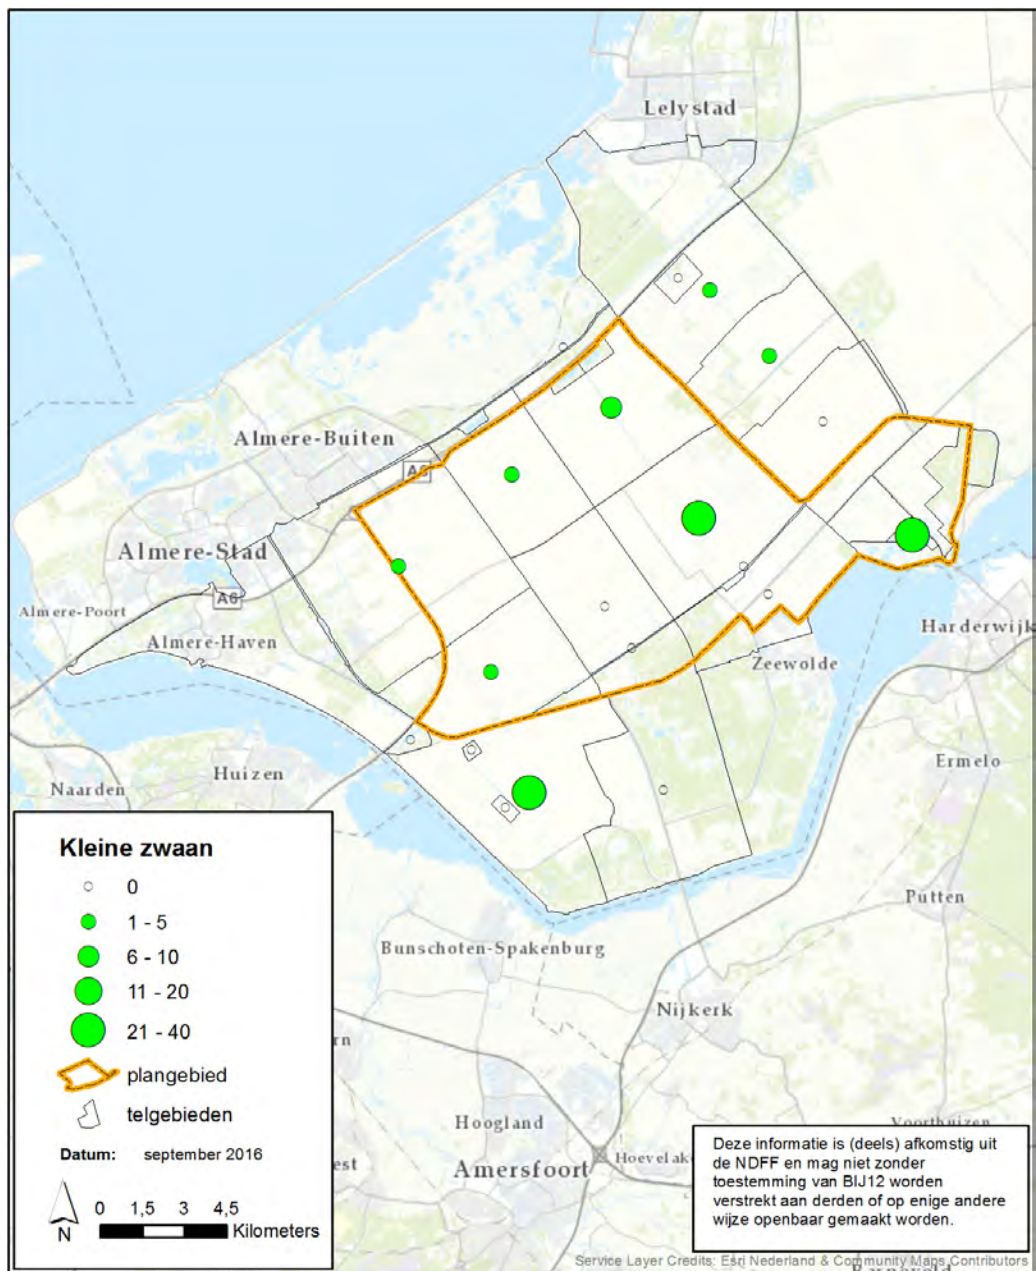 Lelystad
Almere-Buiten
A6
Almere-Stad
A6
Almere-Poort
Almere-Haven
Harderwijk
Zeewolde
Naarden
Huizen
Ermelo
Putten
Bunschoten-Spakenburg
Nijkerk
Hoogland
Voorthuizen
Amersfoort
Hoevelake
rn
est
Kleine zwaan
0
1 - 5
6 - 10
11 - 20
21 - 40
plangebied
telgebieden
Datum: september 2016
N
0 1,5 3 4,5
Kilometers
Deze informatie is (deels) afkomstig uit
de NDFF en mag niet zonder
toestemming van BIJ12 worden
verstrekt aan derden of op enige andere
wijze openbaar gemaakt worden.
Service Layer Credits: Esri Nederland & Community Maps Contributors